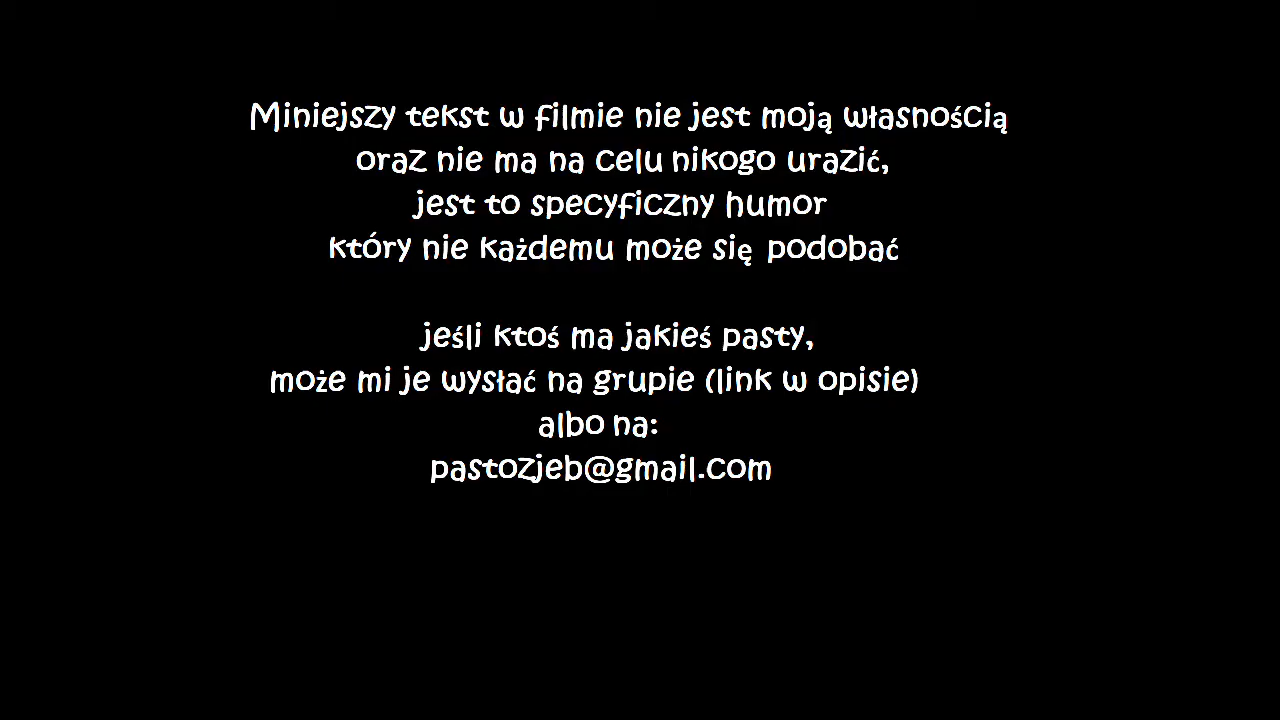 Miniejszy tekst w filmie nie jest moją własnością
oraz nie ma na celu nikogo urazić,
jest to specyficzny humor
który nie każdemu może się podobać
jeśli ktoś ma jakieś pasty,
może mi je wysłać na grupie (link w opisie)
albo na:
pastozjeb@gmail.com